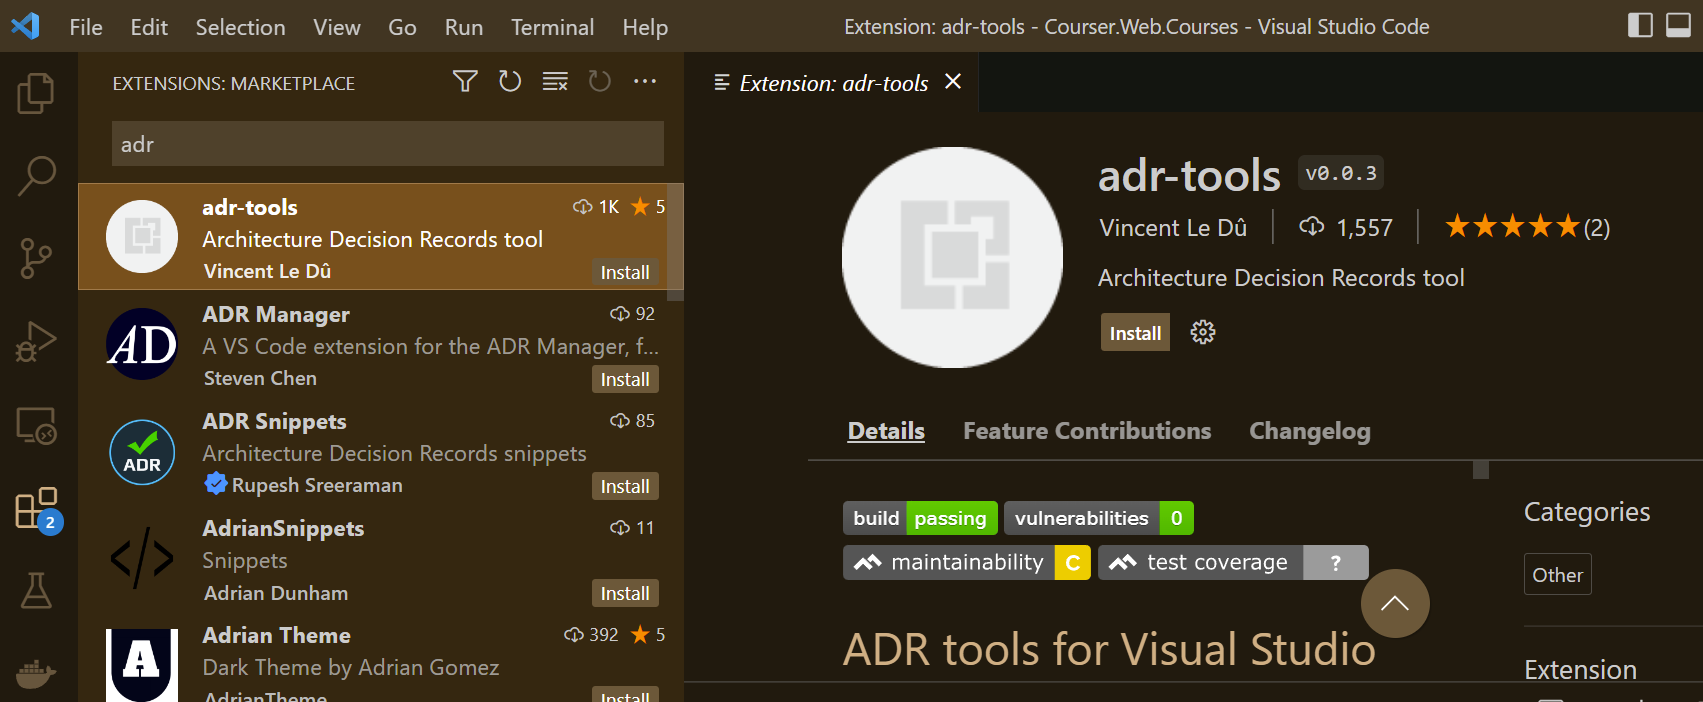 File Edit Selection View Go Run Terminal Help
Extension: adr-tools - Courser.Web.Courses - Visual Studio Code
EXTENSIONS: MARKETPLACE
adr
adr-tools 1K 5
Architecture Decision Records tool
Vincent Le Dû Install
ADR Manager 92
A VS Code extension for the ADR Manager, f...
AD
Steven Chen Install
ADR Snippets 85
Architecture Decision Records snippets
ADR
Rupesh Sreeraman Install
2
AdrianSnippets 11
</>
Snippets
Adrian Dunham Install
Adrian Theme 392 5
A
Dark Theme by Adrian Gomez
AdrianTheme Install
Extension: adr-tools
adr-tools v0.0.3
Vincent Le Dû 1,557 (2)
Architecture Decision Records tool
Install
Details Feature Contributions Changelog
build passing vulnerabilities 0
maintainability C test coverage ?
ADR tools for Visual Studio
Categories
Other
Extension